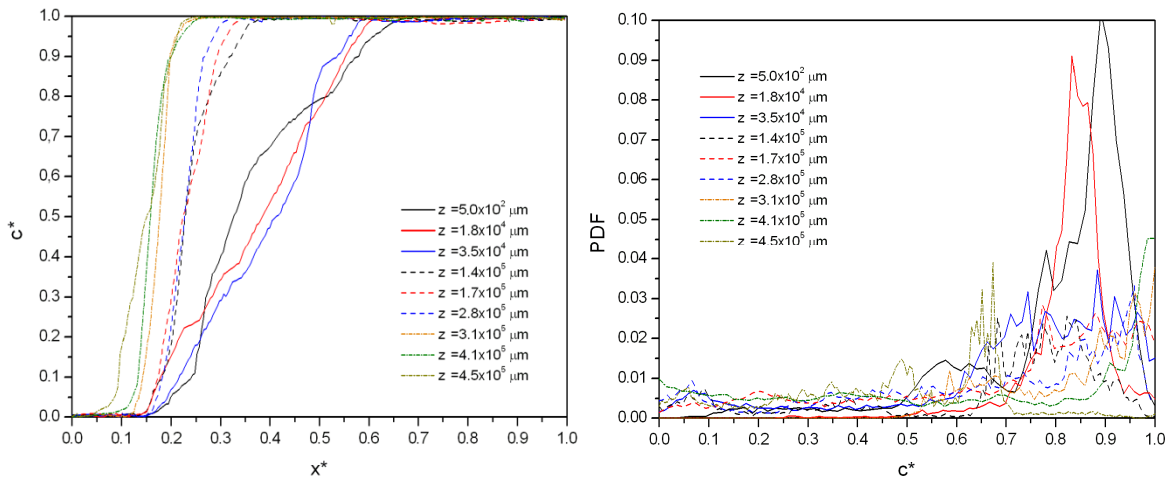 1.0
0.9
0.8
0.7
0.6
0.5
0.4
0.3
0.2
0.1
0.0
c*
z =5.0x10² μm
z =1.8x10⁴ μm
z =3.5x10⁴ μm
z =1.4x10⁵ μm
z =1.7x10⁵ μm
z =2.8x10⁵ μm
z =3.1x10⁵ μm
z =4.1x10⁵ μm
z =4.5x10⁵ μm
0.0 0.1 0.2 0.3 0.4 0.5 0.6 0.7 0.8 0.9 1.0
x*
0.10
0.09
0.08
0.07
0.06
0.05
0.04
0.03
0.02
0.01
0.00
PDF
z =5.0x10² μm
z =1.8x10⁴ μm
z =3.5x10⁴ μm
z =1.4x10⁵ μm
z =1.7x10⁵ μm
z =2.8x10⁵ μm
z =3.1x10⁵ μm
z =4.1x10⁵ μm
z =4.5x10⁵ μm
0.0 0.1 0.2 0.3 0.4 0.5 0.6 0.7 0.8 0.9 1.0
c*